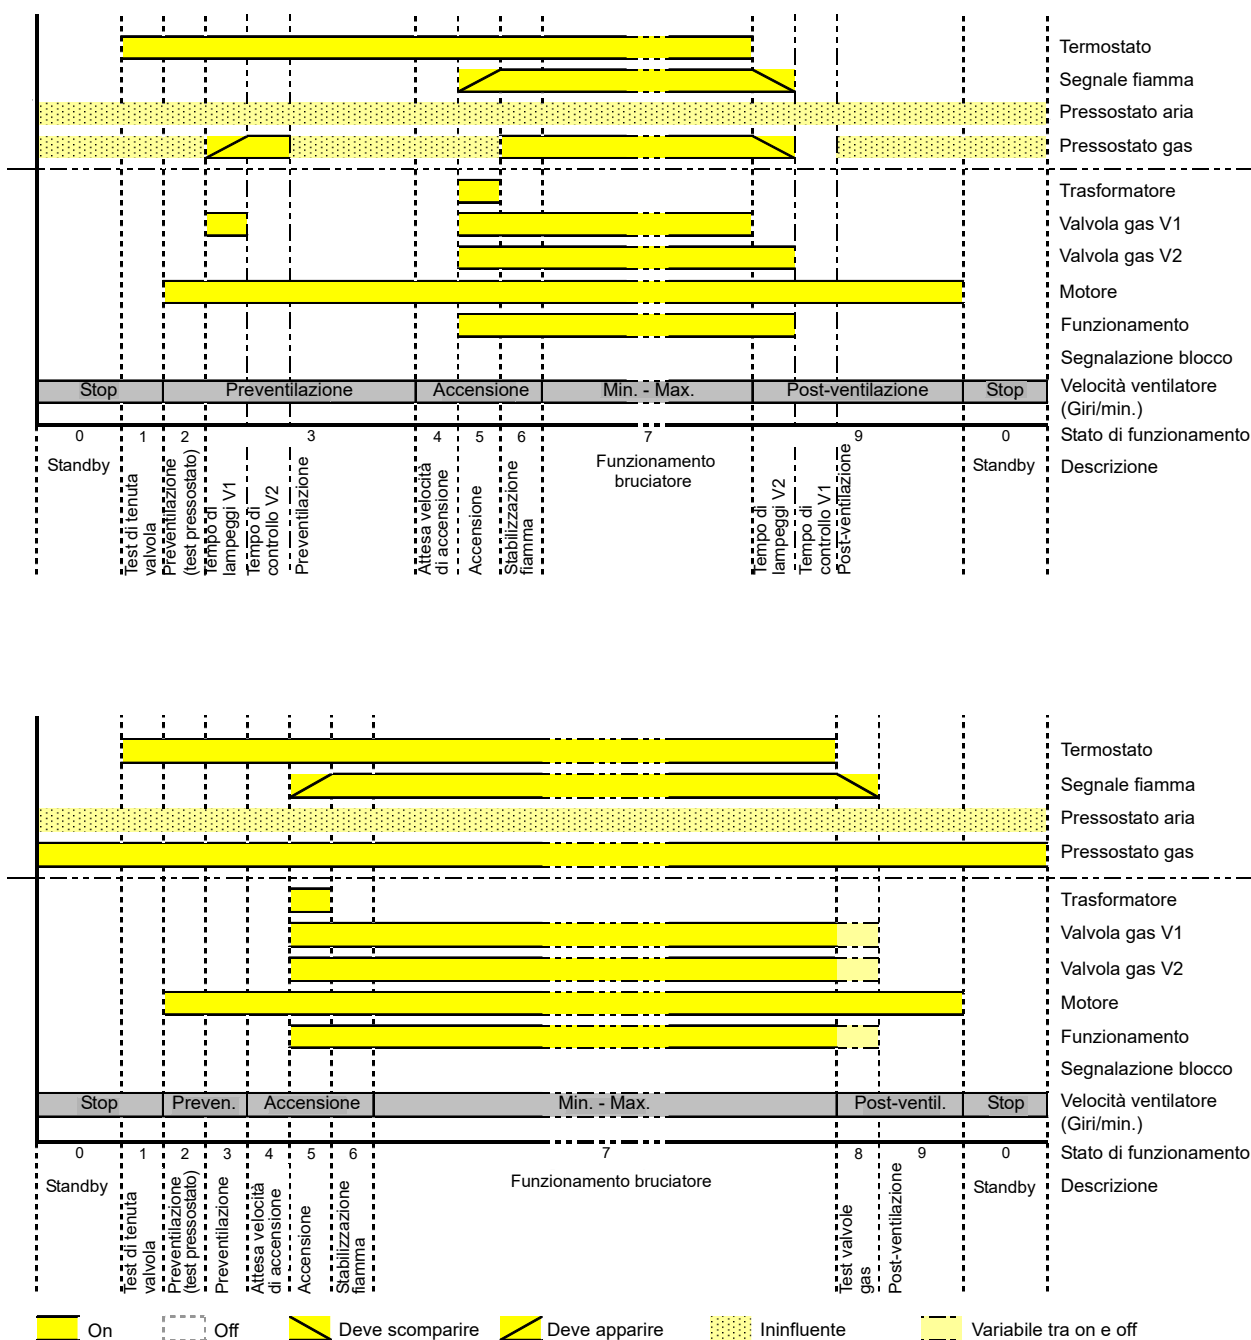 Termostato
Segnale fiamma
Pressostato aria
Pressostato gas
Trasformatore
Valvola gas V1
Valvola gas V2
Motore
Funzionamento
Segnalazione blocco
Stop Preventilazione Accensione Min. - Max. Post-ventilazione Stop Velocità ventilatore
(Giri/min.)
0 1 2 3 4 5 6 7 9 0 Stato di funzionamento
Standby
Test di tenuta
valvola
Preventilazione
(test pressostato)
Tempo di
lampeggi V1
Tempo di
controllo V2
Preventilazione
Attesa velocità
di accensione
Accensione
Stabilizzazione
fiamma
Funzionamento
bruciatore
Tempo di
lampeggi V2
Tempo di
controllo V1
Post-ventilazione
Standby
Descrizione
Termostato
Segnale fiamma
Pressostato aria
Pressostato gas
Trasformatore
Valvola gas V1
Valvola gas V2
Motore
Funzionamento
Segnalazione blocco
Stop Preven. Accensione Min. - Max. Post-ventil. Stop Velocità ventilatore
(Giri/min.)
0 1 2 3 4 5 6 7 8 9 0 Stato di funzionamento
Standby
Test di tenuta
valvola
Preventilazione
(test pressostato)
Preventilazione
Attesa velocità
di accensione
Accensione
Stabilizzazione
fiamma
Funzionamento bruciatore
Test valvole
gas
Post-ventilazione
Standby
Descrizione
On Off Deve scomparire Deve apparire Ininfluente Variabile tra on e off